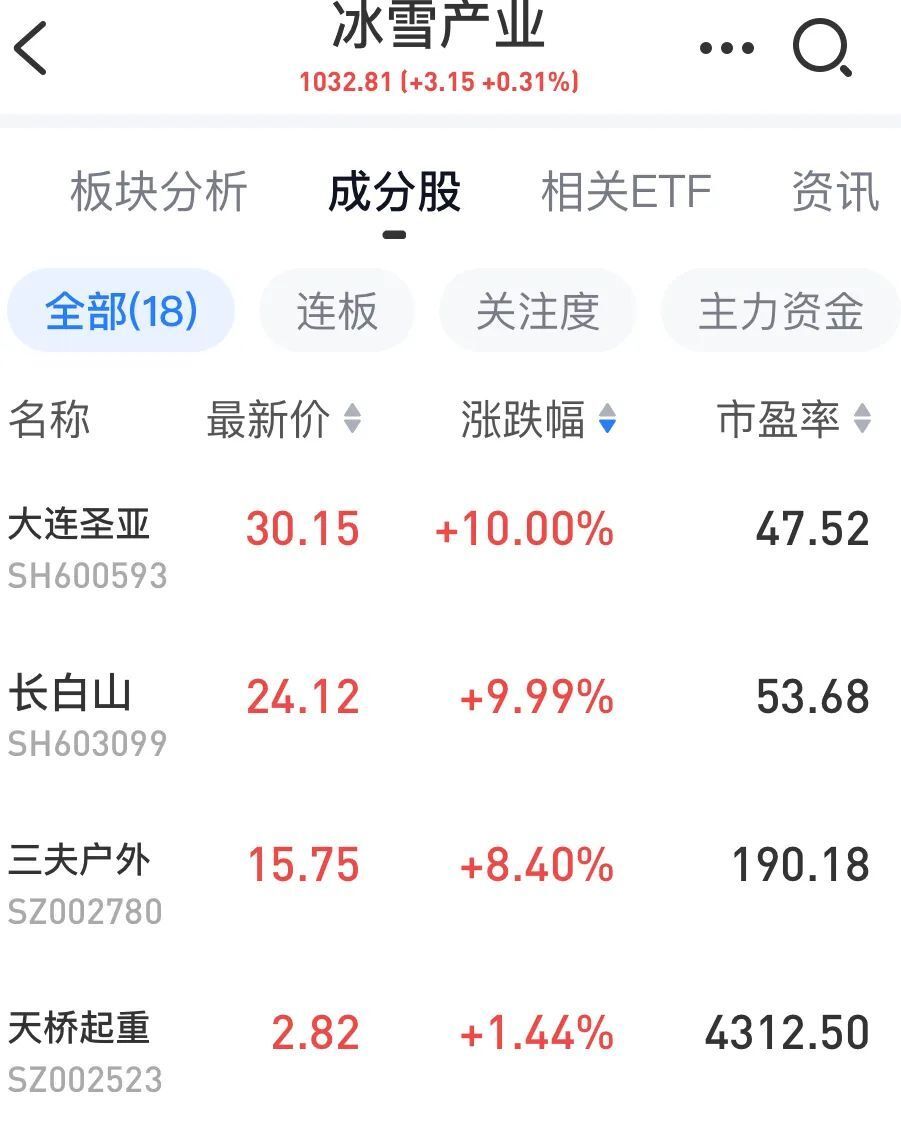 冰雪产业
1032.81 (+3.15 +0.31%)
板块分析 成分股 相关ETF 资讯
全部(18) 连板 关注度 主力资金
名称 最新价 涨跌幅 市盈率
大连圣亚 30.15 +10.00% 47.52
SH600593
长白山 24.12 +9.99% 53.68
SH603099
三夫户外 15.75 +8.40% 190.18
SZ002780
天桥起重 2.82 +1.44% 4312.50
SZ002523